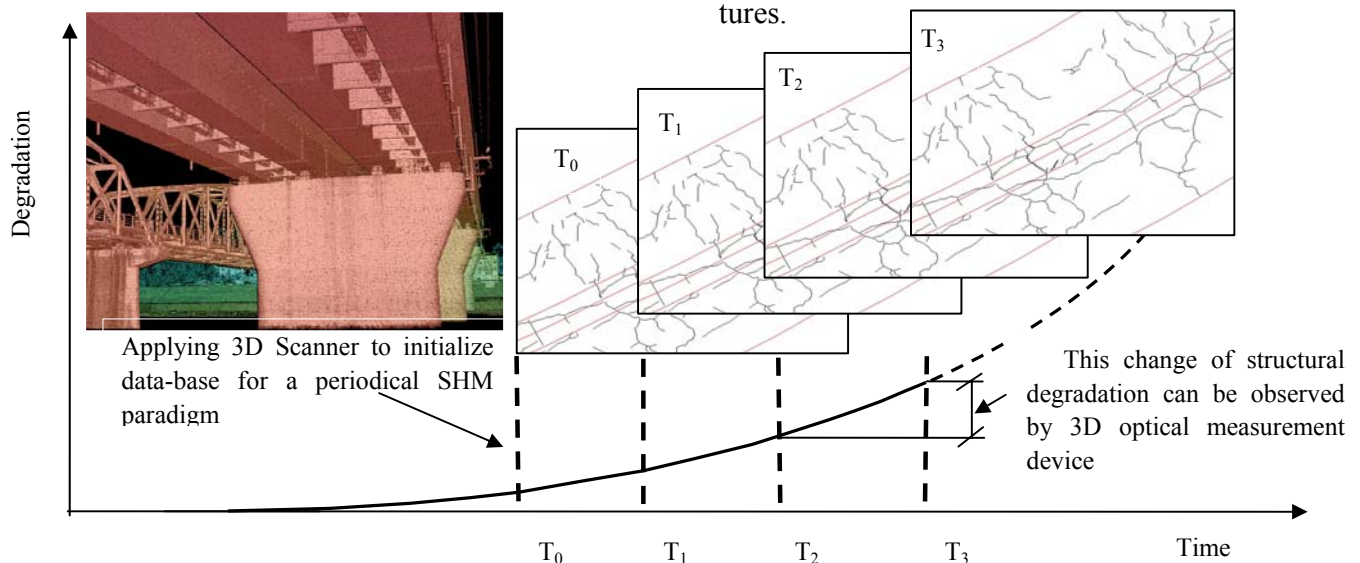 tures.
Degradation
T₃
T₂
T₁
T₀
Applying 3D Scanner to initialize
data-base for a periodical SHM
paradigm
This change of structural
degradation can be observed
by 3D optical measurement
device
T₀ T₁ T₂ T₃ Time